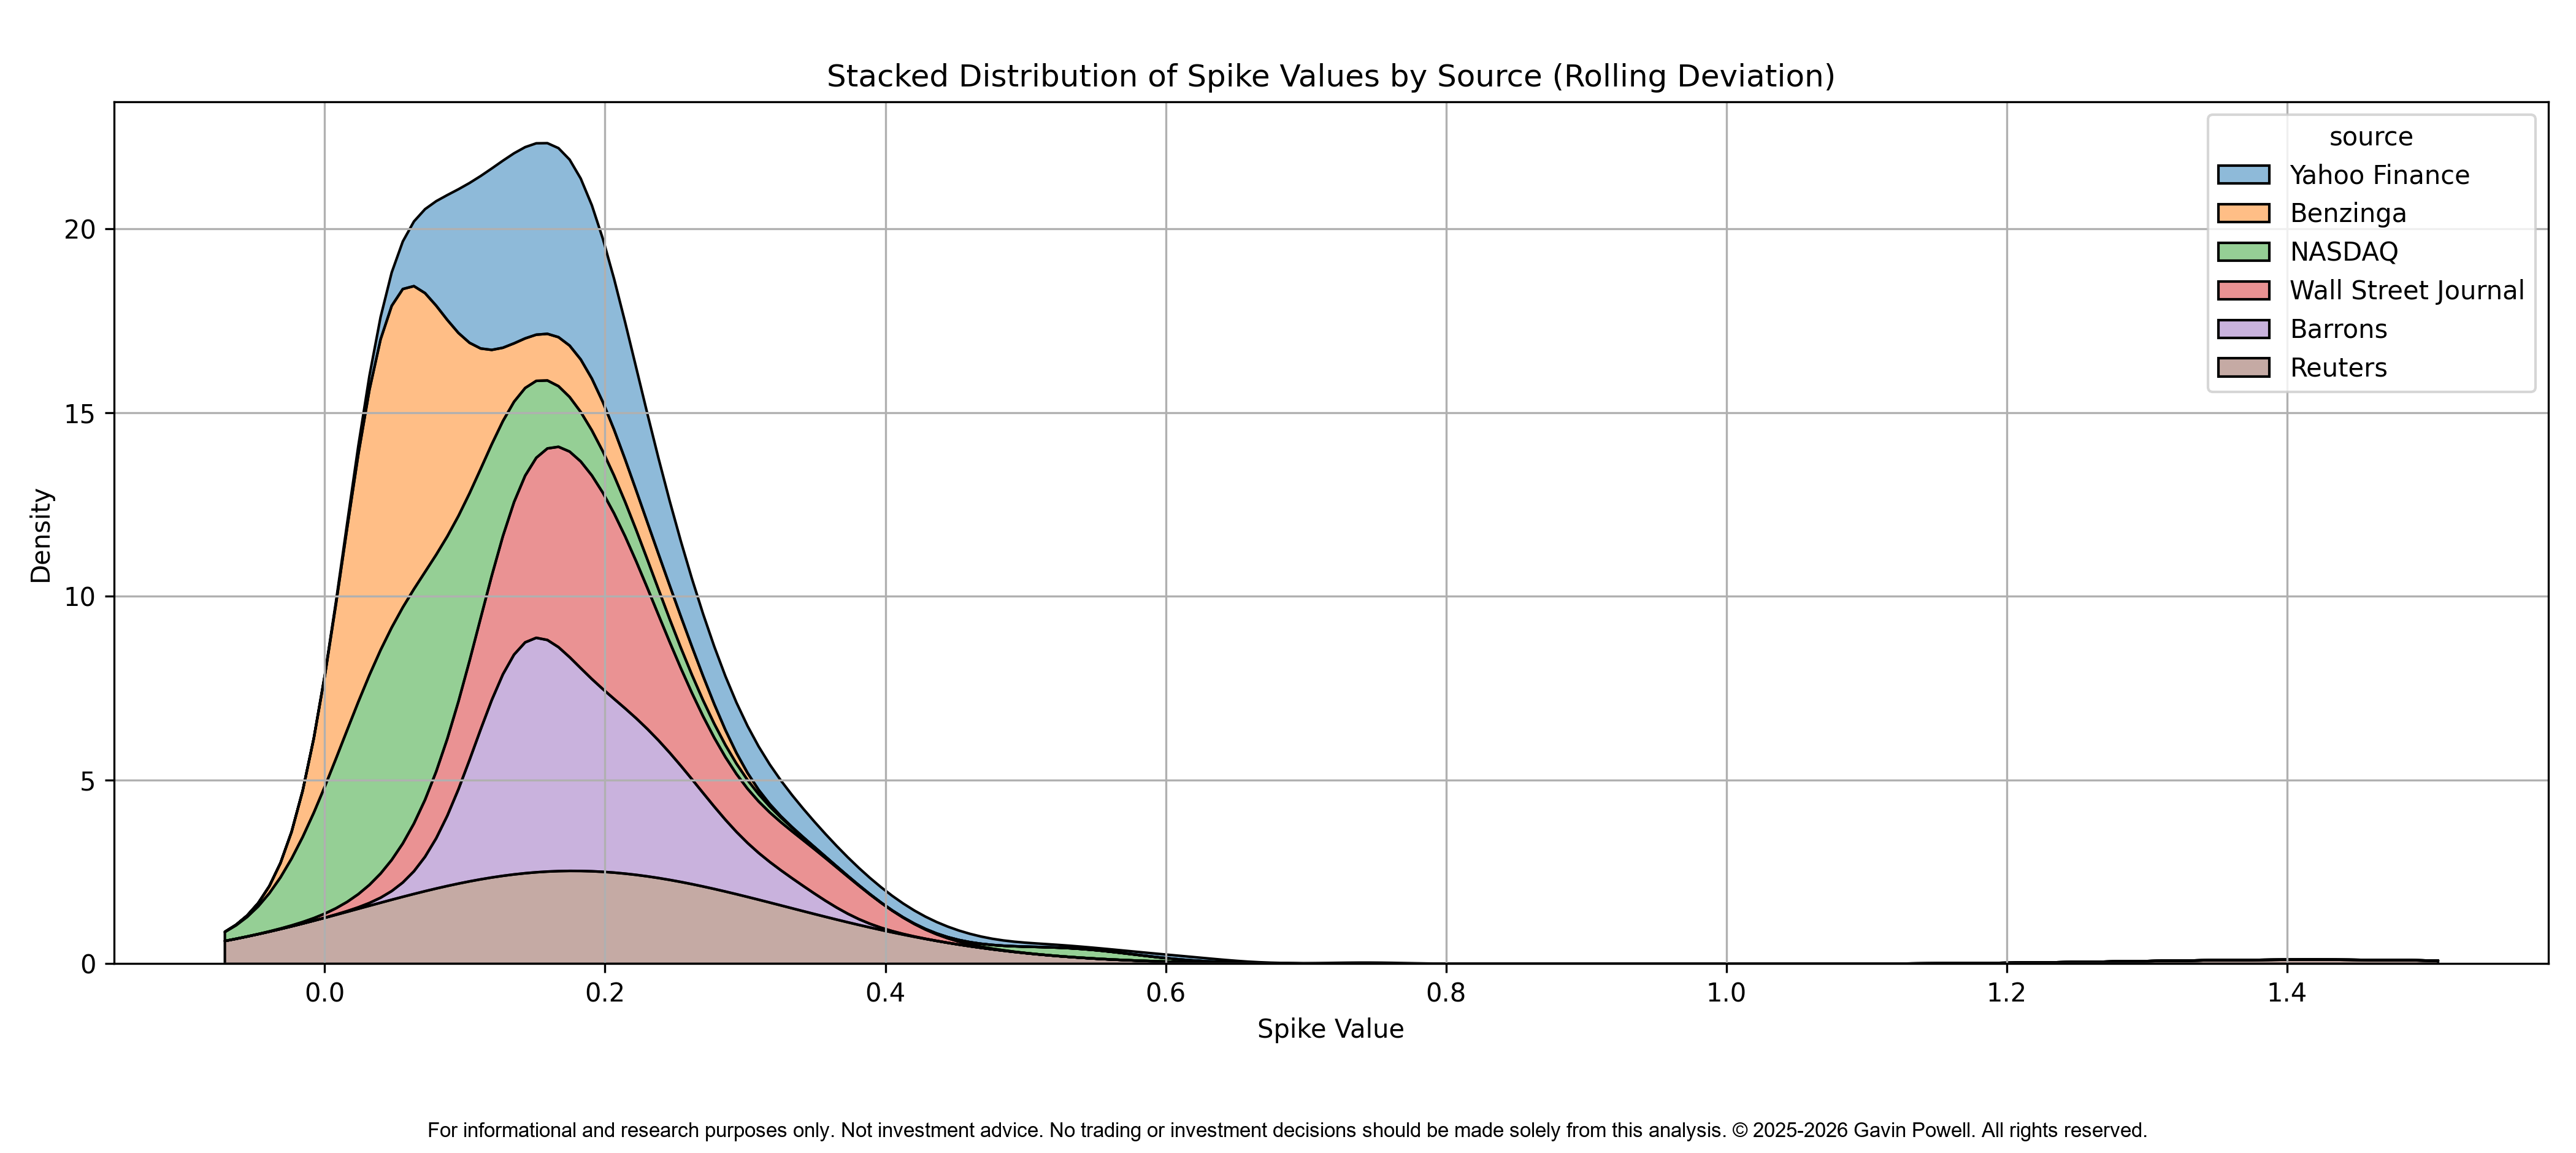 Stacked Distribution of Spike Values by Source (Rolling Deviation)
source
Yahoo Finance
Benzinga
NASDAQ
Wall Street Journal
Barrons
Reuters
Density
20
15
10
5
0
0.0 0.2 0.4 0.6 0.8 1.0 1.2 1.4
Spike Value
For informational and research purposes only. Not investment advice. No trading or investment decisions should be made solely from this analysis. © 2025-2026 Gavin Powell. All rights reserved.